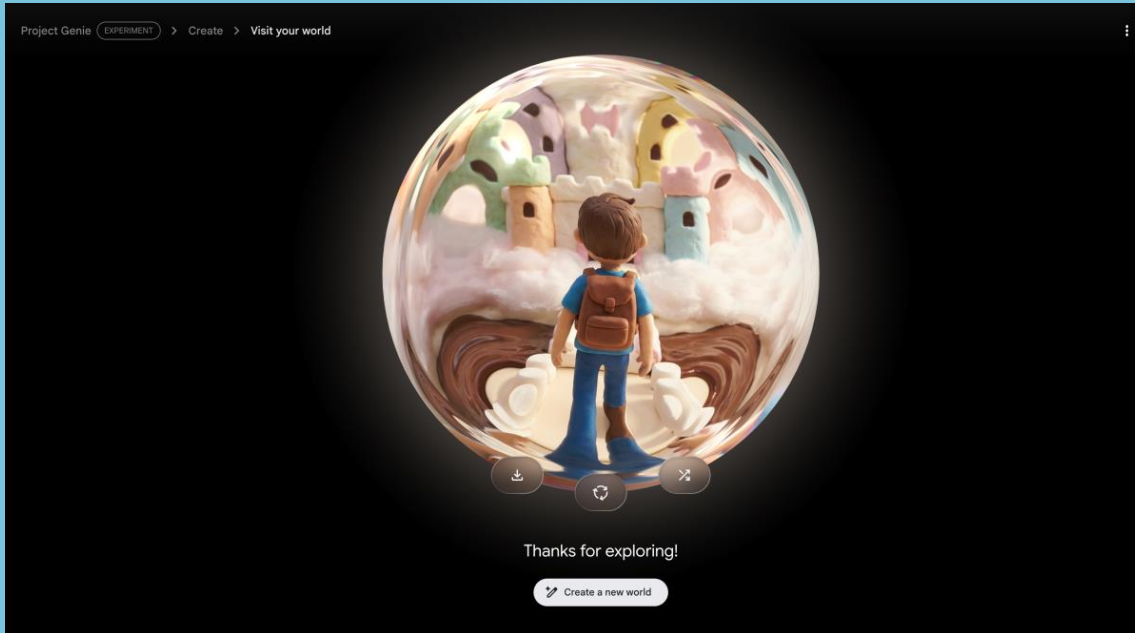 Project Genie EXPERIMENT > Create > Visit your world
Thanks for exploring!
Create a new world